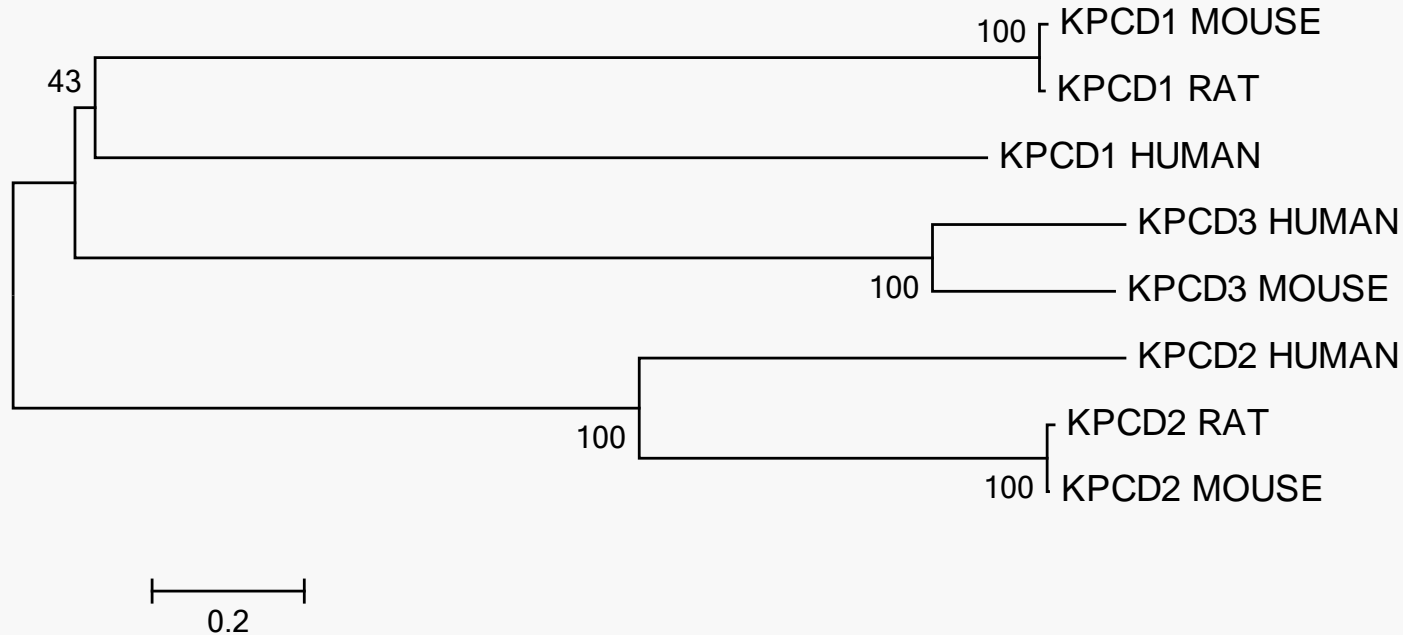 100
KPCD1 MOUSE
43
KPCD1 RAT
KPCD1 HUMAN
KPCD3 HUMAN
100
KPCD3 MOUSE
KPCD2 HUMAN
100
KPCD2 RAT
100
KPCD2 MOUSE
0.2